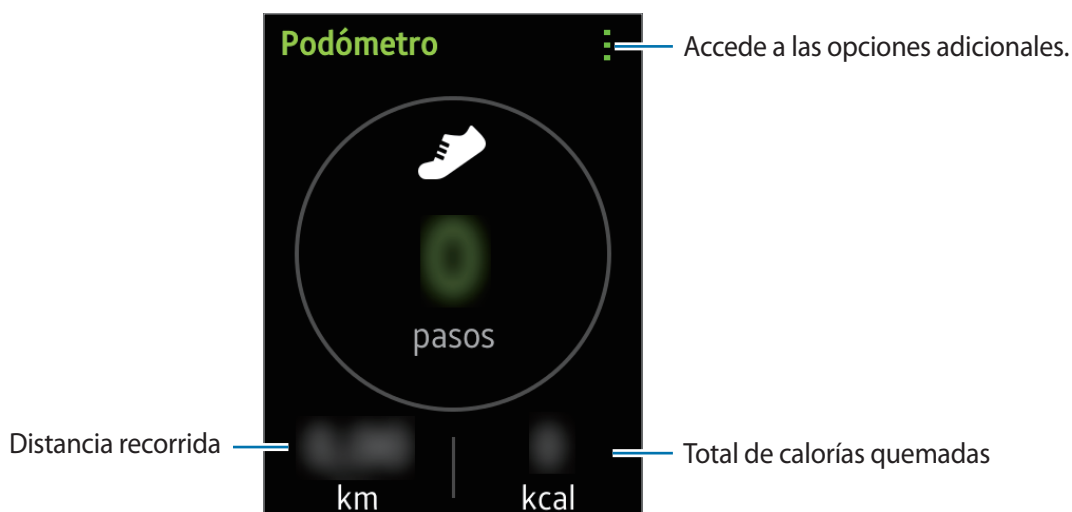 Podómetro
Accede a las opciones adicionales.
pasos
Distancia recorrida
Total de calorías quemadas
km
kcal